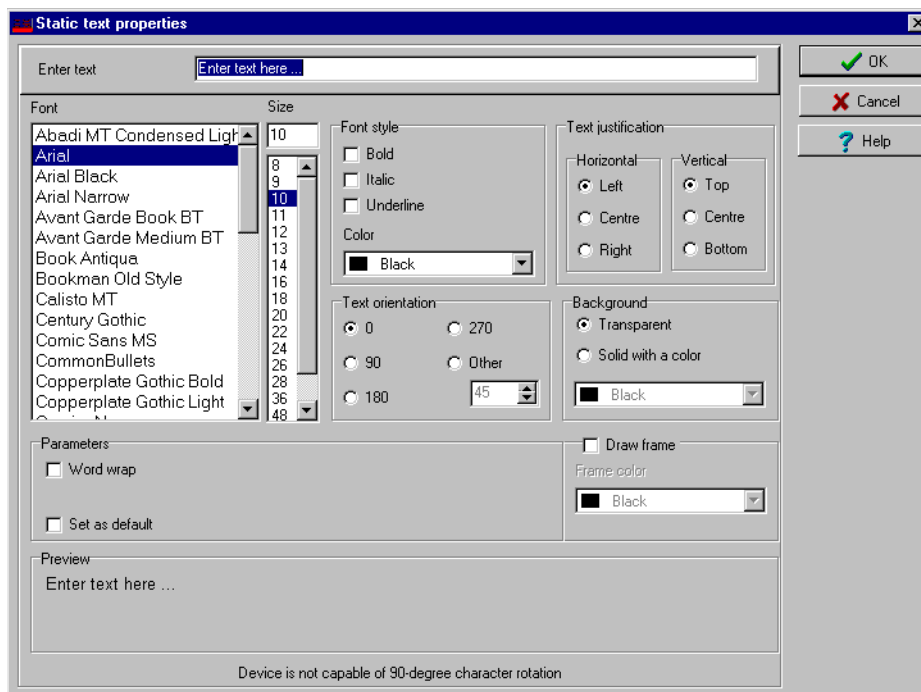 Static text properties
Enter text
Enter text here ...
OK
Cancel
Help
Font
Size
Abadi MT Condensed Ligh
Arial
Arial Black
Arial Narrow
Avant Garde Book BT
Avant Garde Medium BT
Book Antiqua
Bookman Old Style
Calisto MT
Century Gothic
Comic Sans MS
CommonBullets
Copperplate Gothic Bold
Copperplate Gothic Light
10
8
9
10
11
12
13
14
16
18
20
22
24
26
28
36
48
Font style
Bold
Italic
Underline
Color
Black
Text justification
Horizontal
Left
Centre
Right
Vertical
Top
Centre
Bottom
Text orientation
0
90
180
270
Other
45
Background
Transparent
Solid with a color
Black
Parameters
Word wrap
Set as default
Draw frame
Frame color
Black
Preview
Enter text here ...
Device is not capable of 90-degree character rotation